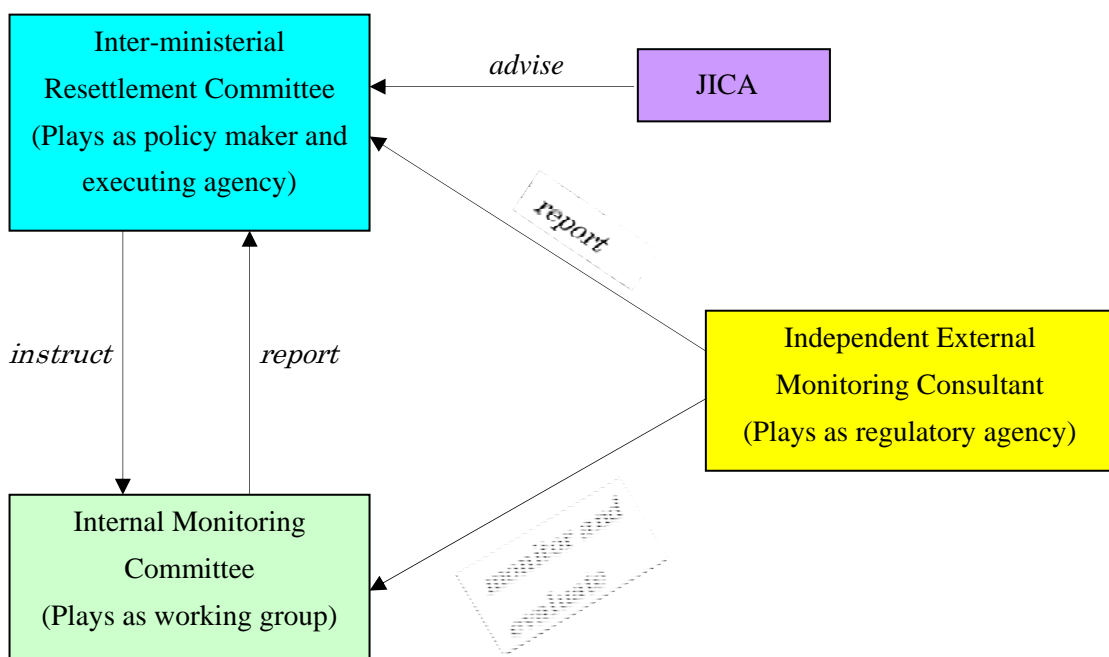 Inter-ministerial
Resettlement Committee
(Plays as policy maker and
executing agency)
advise
JICA
report
instruct
report
Independent External
Monitoring Consultant
(Plays as regulatory agency)
Internal Monitoring
Committee
(Plays as working group)